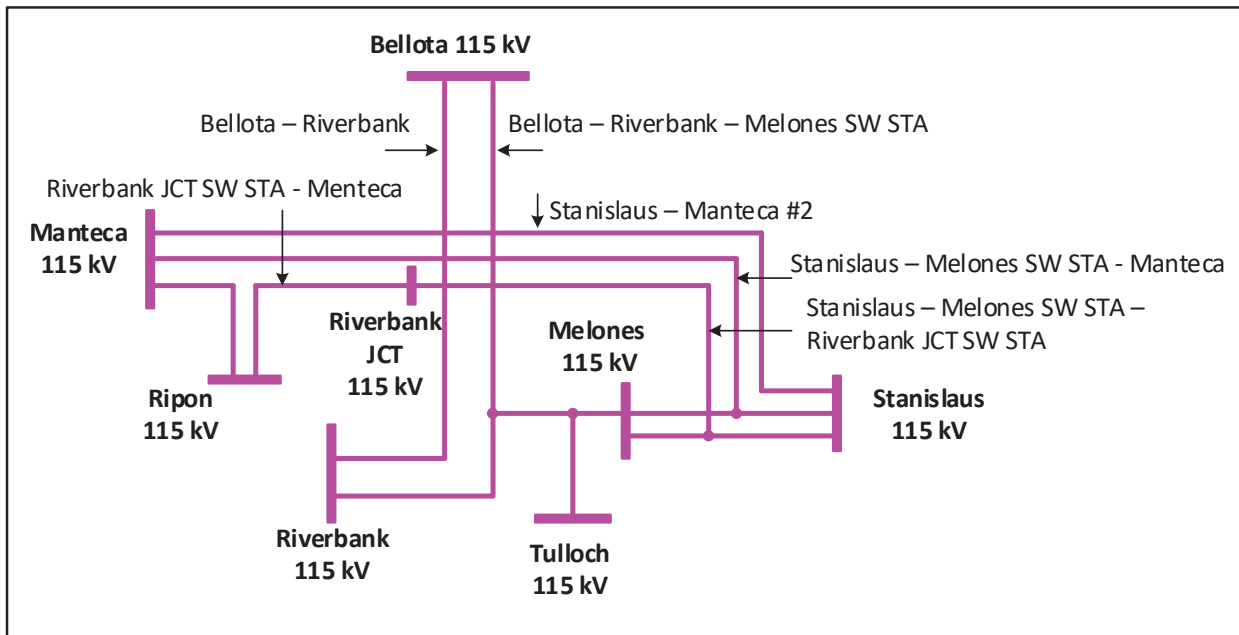 Bellota 115 kV
Bellota – Riverbank
Bellota – Riverbank – Melones SW STA
Riverbank JCT SW STA - Menteca
Stanislaus – Manteca #2
Manteca
115 kV
Stanislaus – Melones SW STA - Manteca
Stanislaus – Melones SW STA –
Riverbank JCT SW STA
Riverbank
JCT
115 kV
Melones
115 kV
Ripon
115 kV
Stanislaus
115 kV
Riverbank
115 kV
Tulloch
115 kV